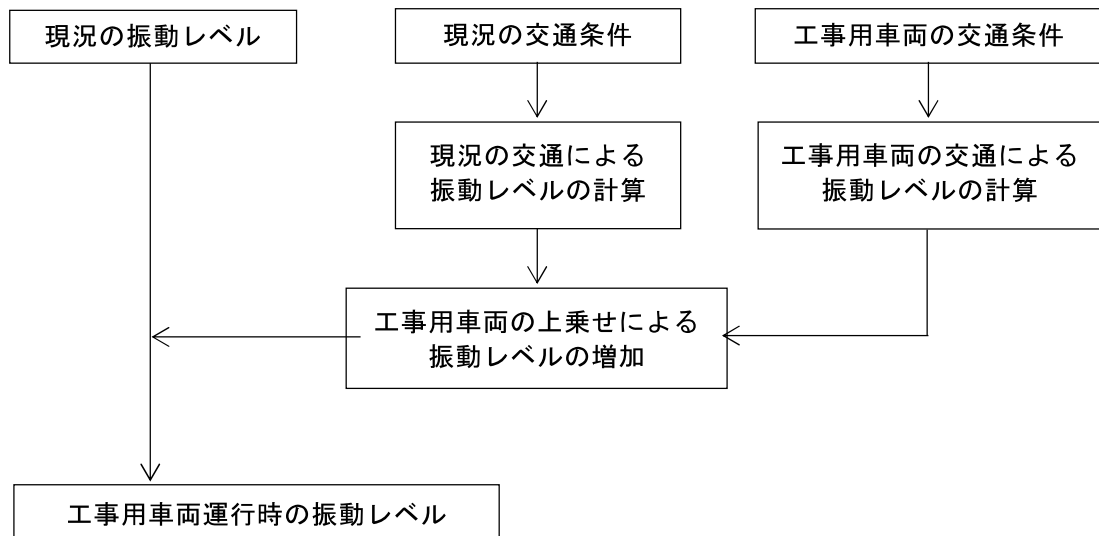 現況の振動レベル
現況の交通条件
工事用車両の交通条件
現況の交通による
振動レベルの計算
工事用車両の交通による
振動レベルの計算
工事用車両の上乗せによる
振動レベルの増加
工事用車両運行時の振動レベル